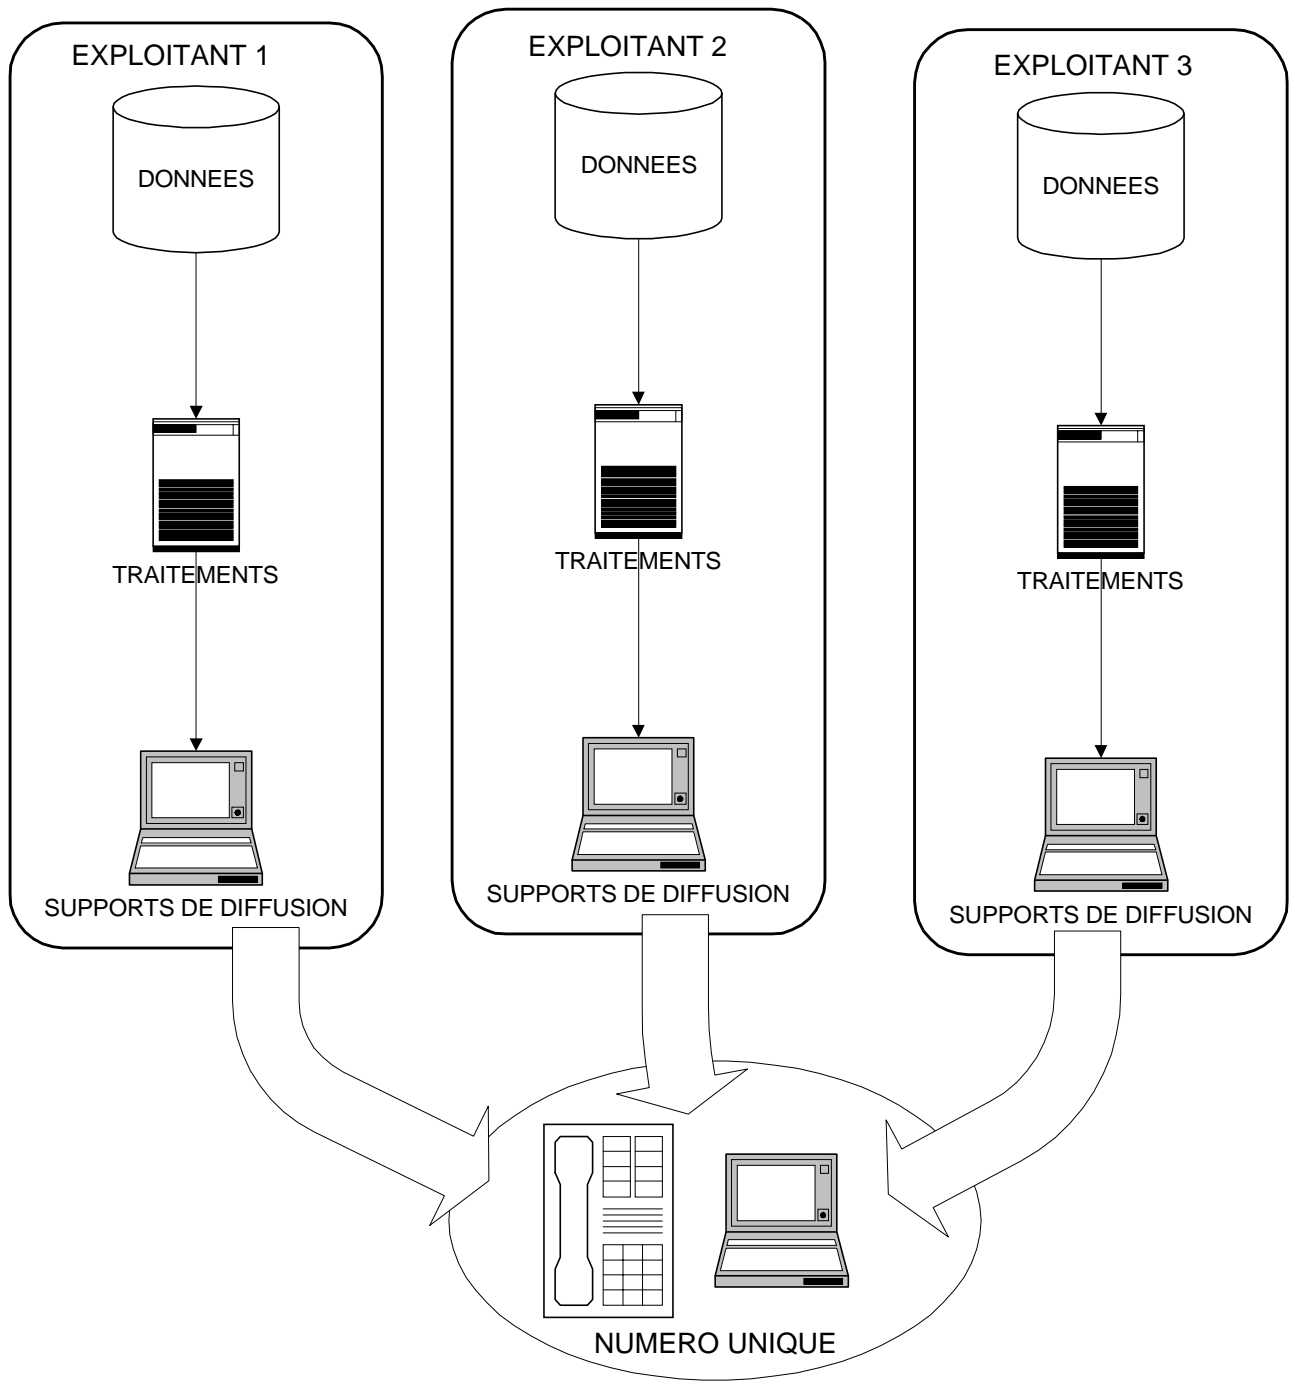 EXPLOITANT 1
DONNEES
TRAITEMENTS
SUPPORTS DE DIFFUSION
EXPLOITANT 2
DONNEES
TRAITEMENTS
SUPPORTS DE DIFFUSION
EXPLOITANT 3
DONNEES
TRAITEMENTS
SUPPORTS DE DIFFUSION
NUMERO UNIQUE